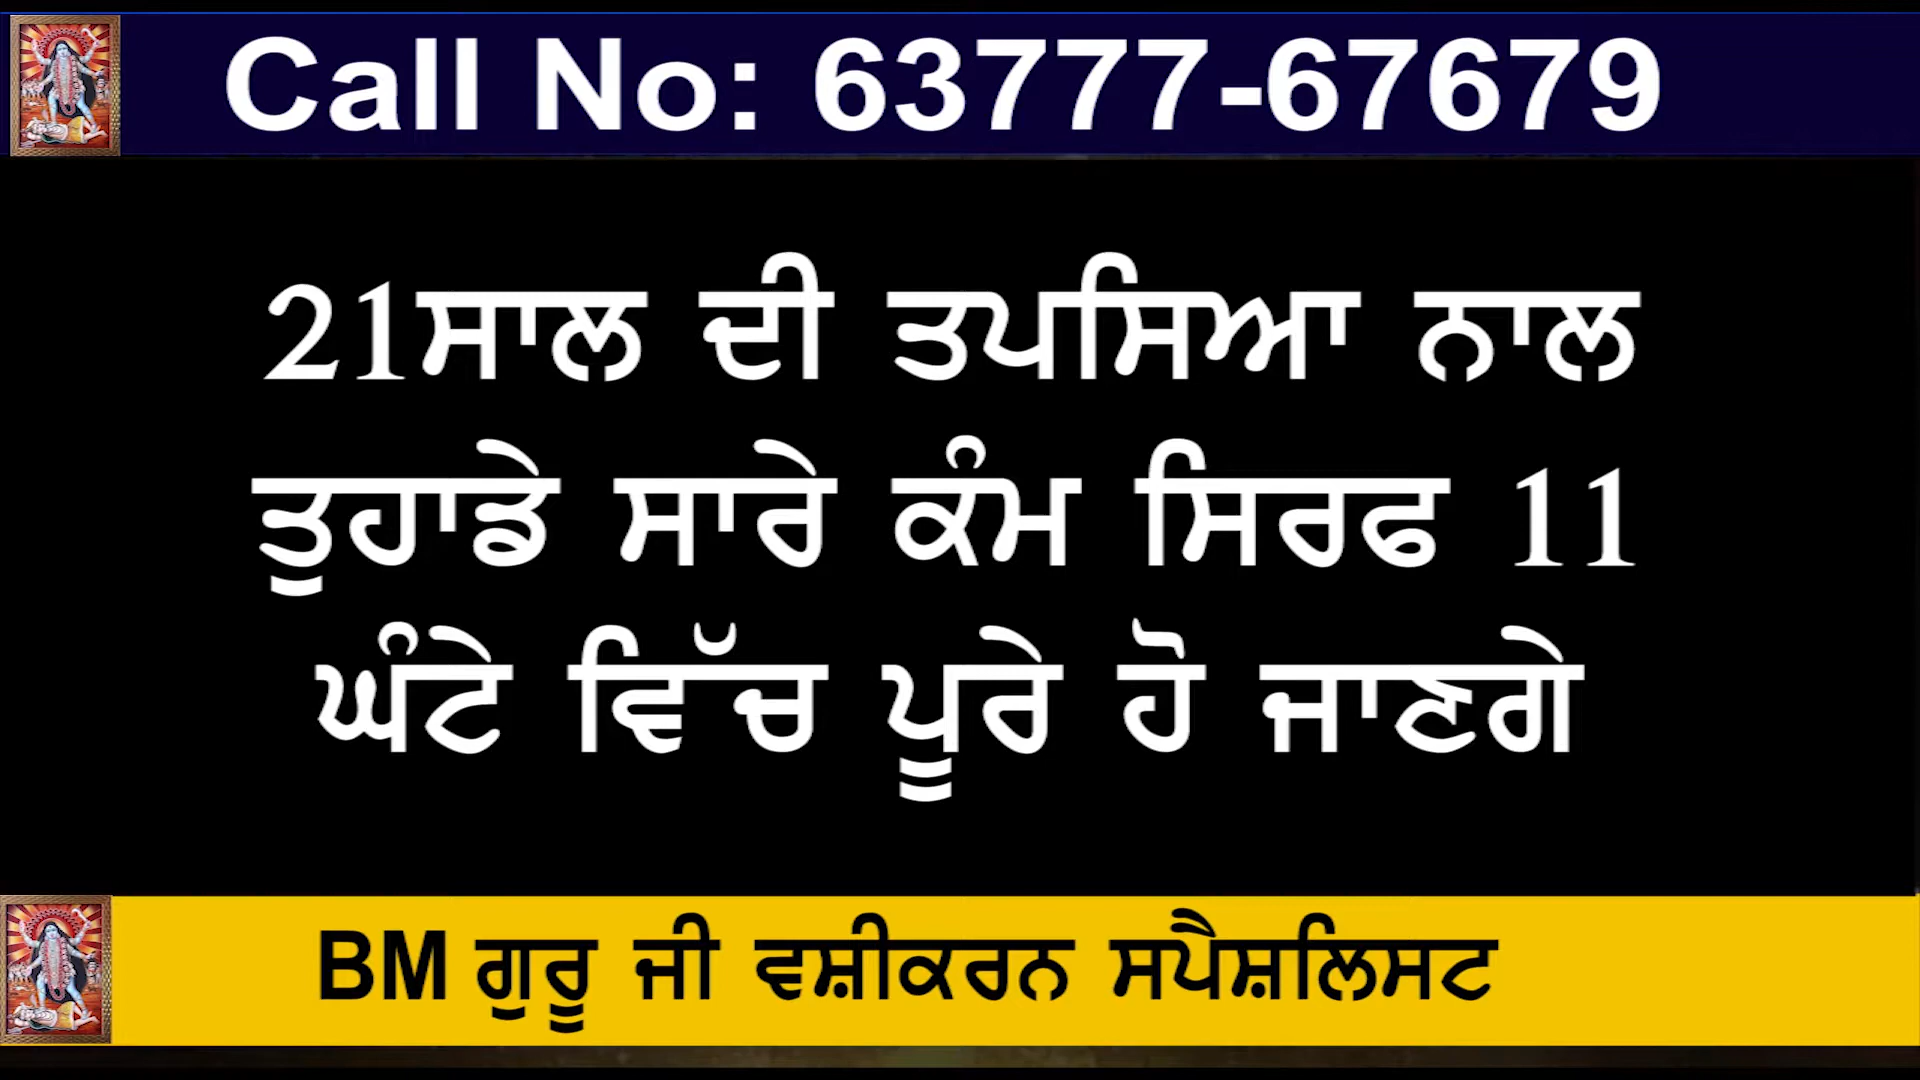 Call No: 63777-67679
21ਸਾਲ ਦੀ ਤਪਸਿਆ ਨਾਲ
ਤੁਹਾਡੇ ਸਾਰੇ ਕੰਮ ਸਿਰਫ 11
ਘੰਟੇ ਵਿੱਚ ਪੂਰੇ ਹੋ ਜਾਣਗੇ
BM ਗੁਰੂ ਜੀ ਵਸ਼ੀਕਰਨ ਸਪੈਸ਼ਲਿਸਟ